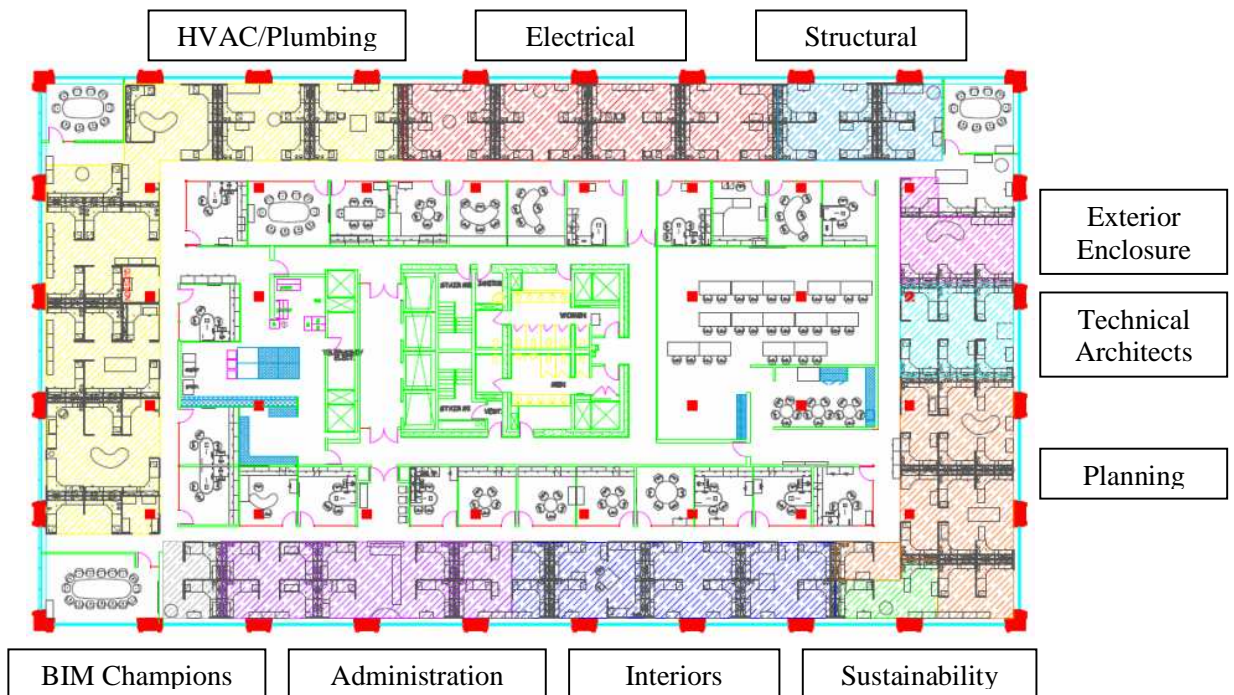 HVAC/Plumbing
Electrical
Structural
Exterior
Enclosure
Technical
Architects
Planning
WOMEN
MEN
BIM Champions
Administration
Interiors
Sustainability